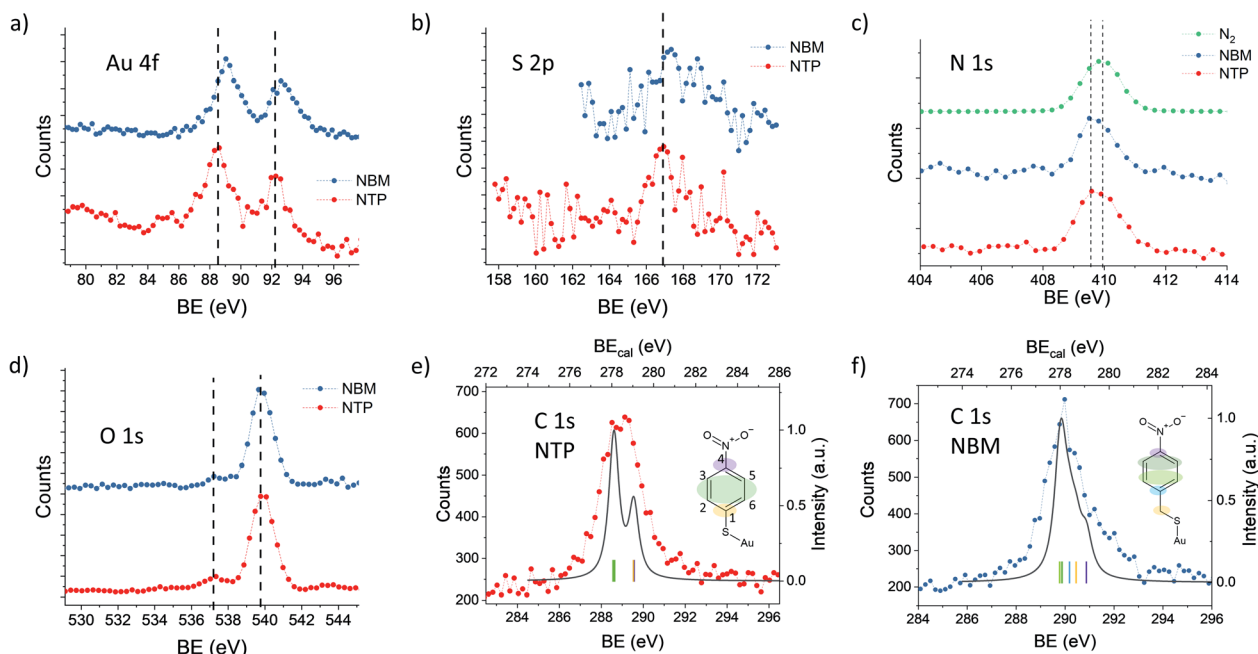 a)
Au 4f
Counts
NBM
NTP
80 82 84 86 88 90 92 94 96
BE (eV)
b)
S 2p
Counts
NBM
NTP
158 160 162 164 166 168 170 172
BE (eV)
c)
N 1s
Counts
N₂
NBM
NTP
404 406 408 410 412 414
BE (eV)
d)
O 1s
Counts
NBM
NTP
530 532 534 536 538 540 542 544
BE (eV)
e)
BEcal (eV)
272 274 276 278 280 282 284 286
C 1s
NTP
Counts
700
600
500
400
300
200
1.0
0.5
0.0
Intensity (a.u.)
O N⁺ O⁻
4
3 5
2 6
1
S
Au
284 286 288 290 292 294 296
BE (eV)
f)
BEcal (eV)
274 276 278 280 282 284
C 1s
NBM
Counts
700
600
500
400
300
200
1.0
0.5
0.0
Intensity (a.u.)
O N⁺ O⁻
S
Au
284 286 288 290 292 294 296
BE (eV)